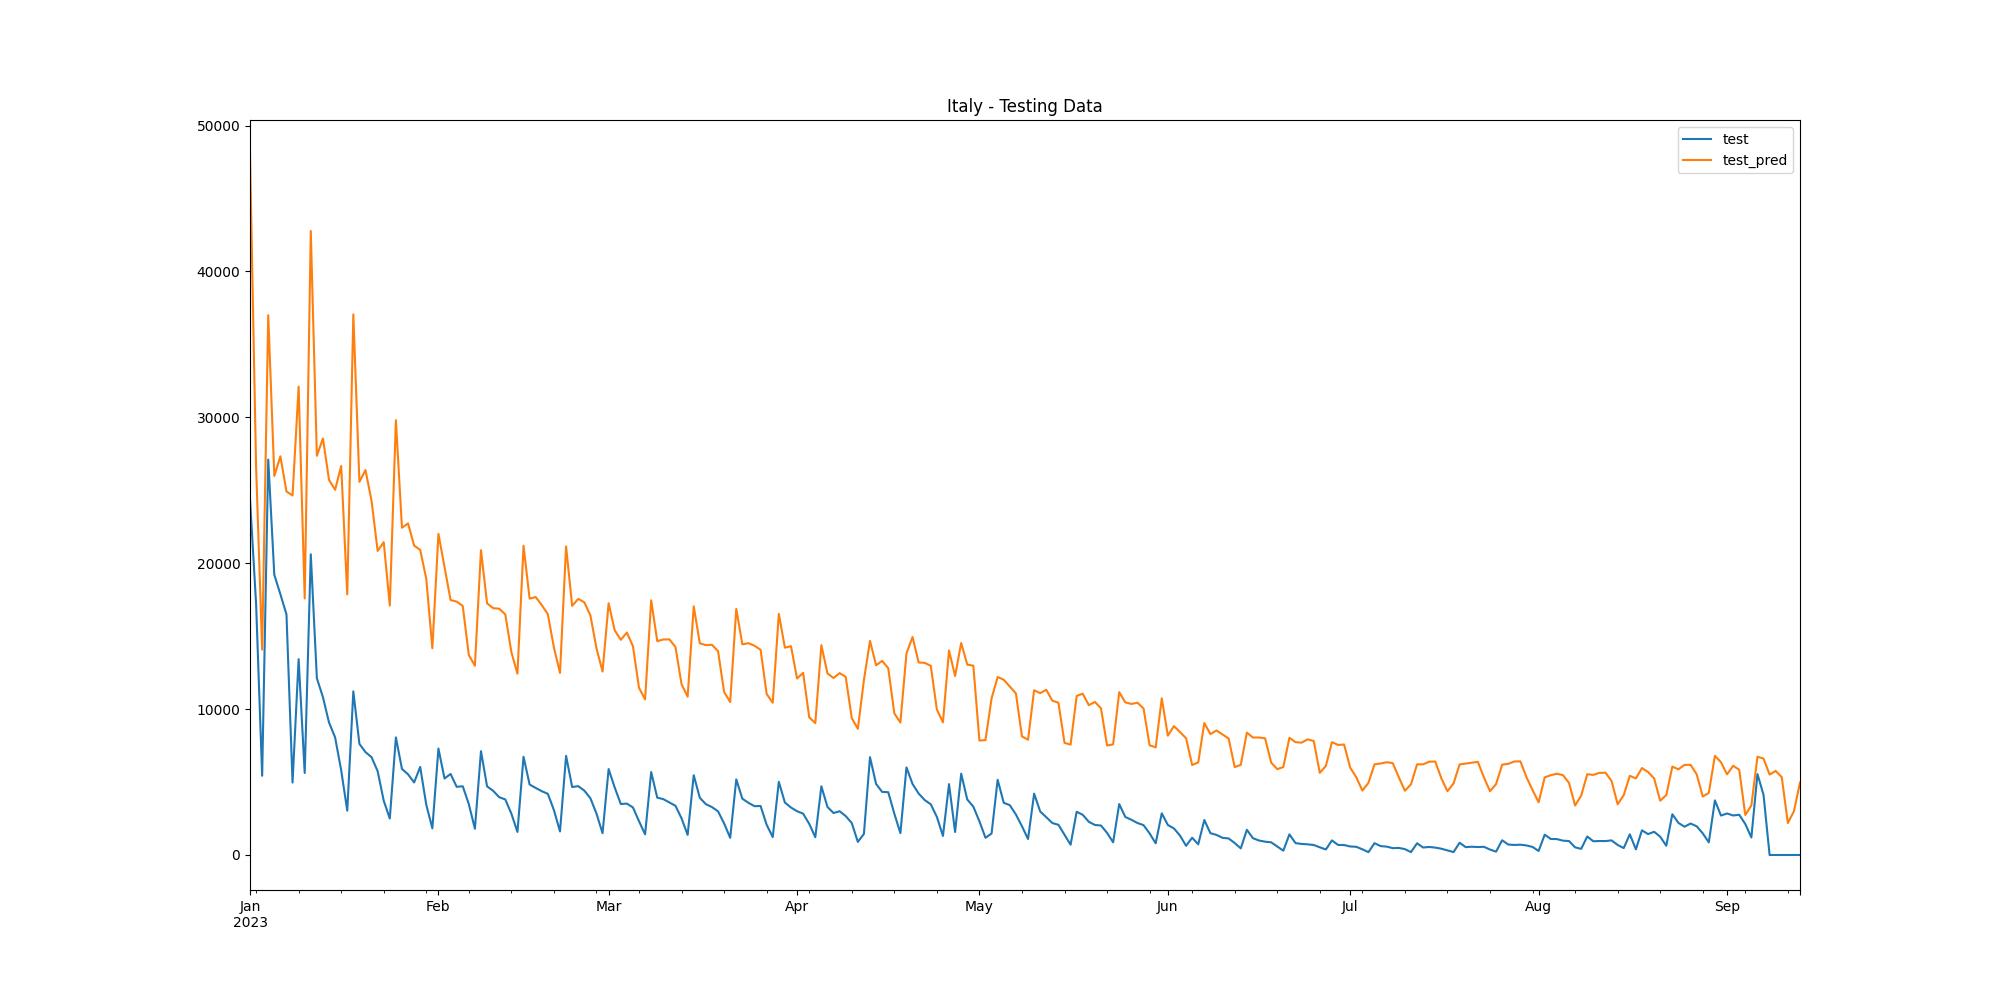 Italy - Testing Data
50000
40000
30000
20000
10000
0
test
test_pred
Jan Feb Mar Apr May Jun Jul Aug Sep
2023